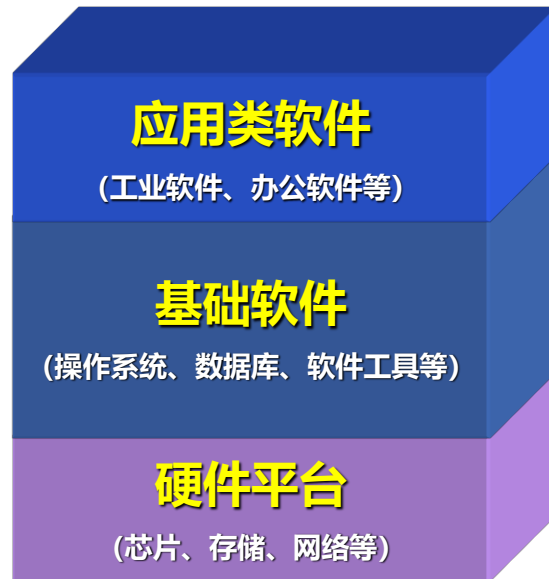 应用类软件
(工业软件、办公软件等)
基础软件
(操作系统、数据库、软件工具等)
硬件平台
(芯片、存储、网络等)